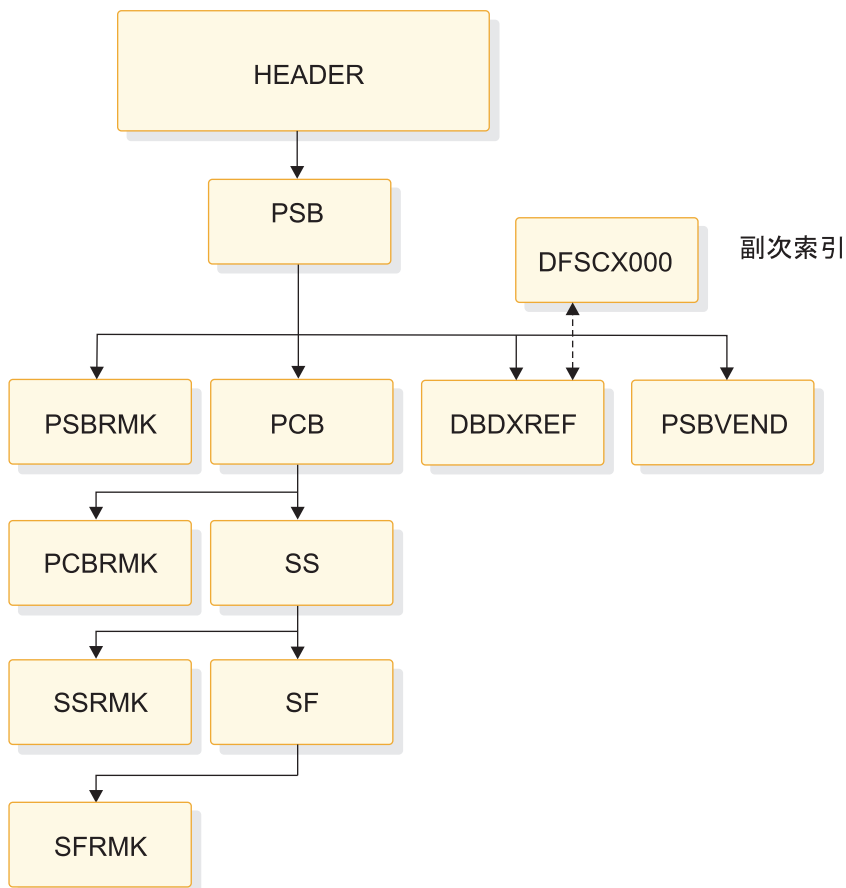 HEADER
PSB
DFSCX000
副次索引
PSBRMK
PCB
DBDXREF
PSBVEND
PCBRMK
SS
SSRMK
SF
SFRMK